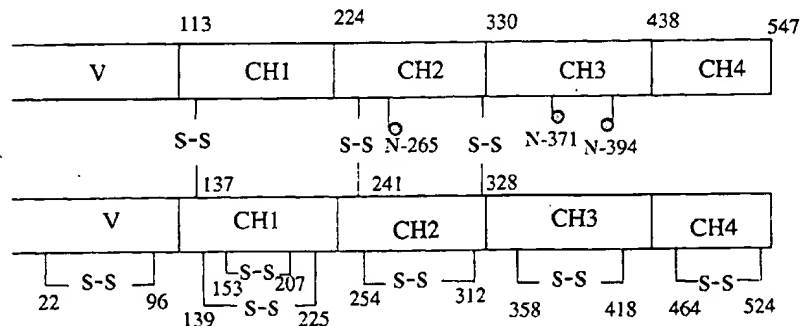 113 224 330 438 547
V CH1 CH2 CH3 CH4
S-S S-S N-265 S-S N-371 N-394
137 241 328
V CH1 CH2 CH3 CH4
S-S S-S S-S S-S S-S S-S
22 96 153 207 254 312 358 418 464 524
139 225